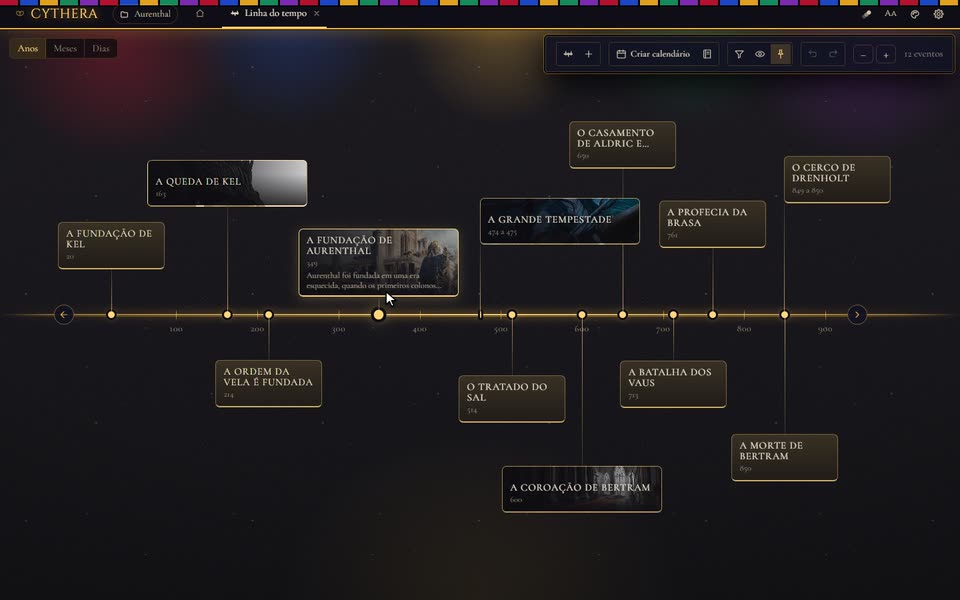 CYTHERA
Aurenthal
Linha do tempo
AA
Anos
Meses
Dias
Criar calendário
12 eventos
O CASAMENTO
DE ALDRIC E...
630
O CERCO DE
DRENHOLT
849 a 850
A QUEDA DE KEL
163
A GRANDE TEMPESTADE
474 a 475
A PROFECIA DA
BRASA
761
A FUNDAÇÃO DE
KEL
20
A FUNDAÇÃO DE
AURENTHAL
349
Aurenthal foi fundada em uma era
esquecida, quando os primeiros colonos...
100
200
300
400
500
600
700
800
900
A ORDEM DA
VELA É FUNDADA
214
A BATALHA DOS
VAUS
713
O TRATADO DO
SAL
514
A MORTE DE
BERTRAM
850
A COROAÇÃO DE BERTRAM
600